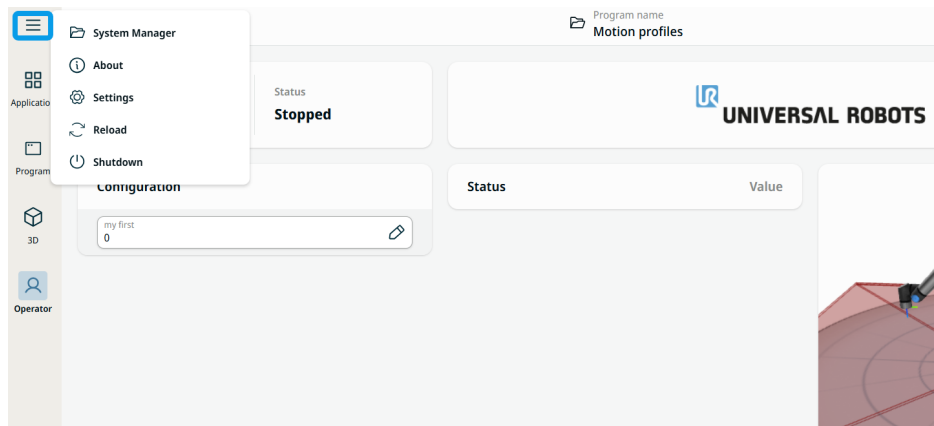 Program name
Motion profiles
System Manager
About
Settings
Reload
Shutdown
Applicatio
Program
3D
Operator
Status
Stopped
UR
UNIVERSAL ROBOTS
Configuration
my first
0
Status
Value